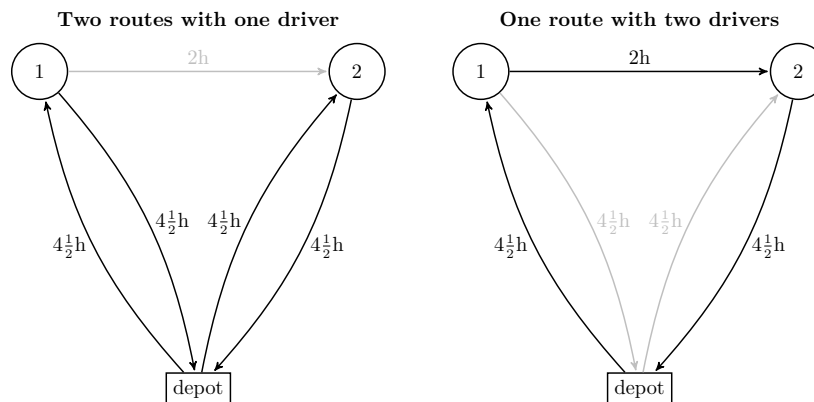 Two routes with one driver
1
2h
2
4½h
4½h
4½h
4½h
depot
One route with two drivers
1
2h
2
4½h
4½h
4½h
4½h
depot